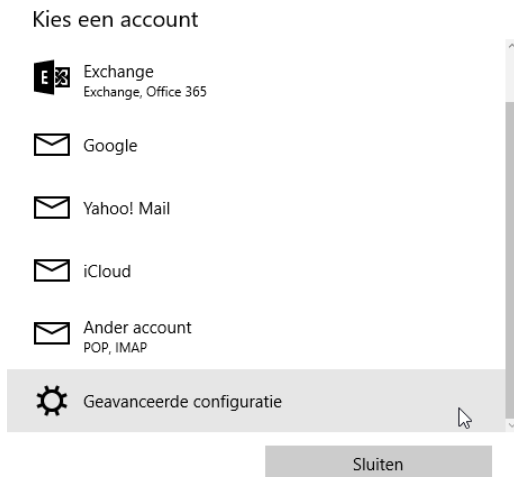 Kies een account
Exchange
Exchange, Office 365
Google
Yahoo! Mail
iCloud
Ander account
POP, IMAP
Geavanceerde configuratie
Sluiten